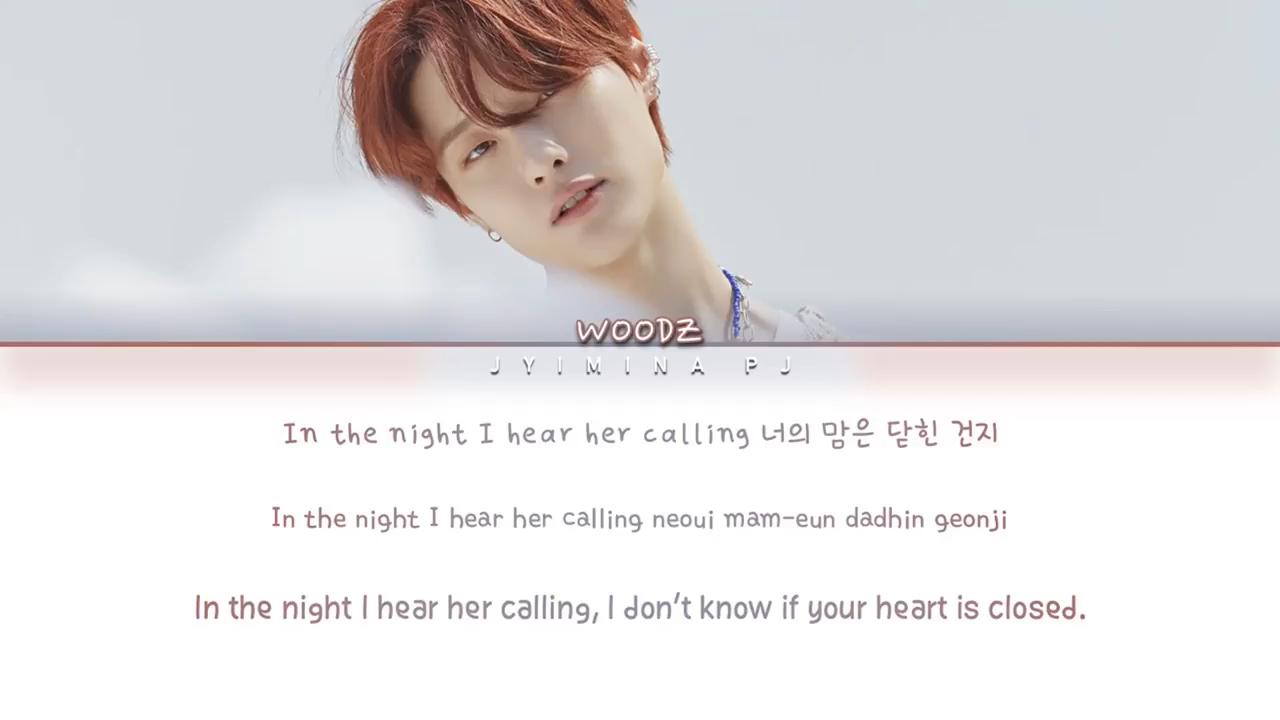 WOODZ
JYIMINA PJ
In the night I hear her calling 너의 맘은 닫힌 건지
In the night I hear her calling neoui mam-eun dadhin geonji
In the night I hear her calling, I don't know if your heart is closed.